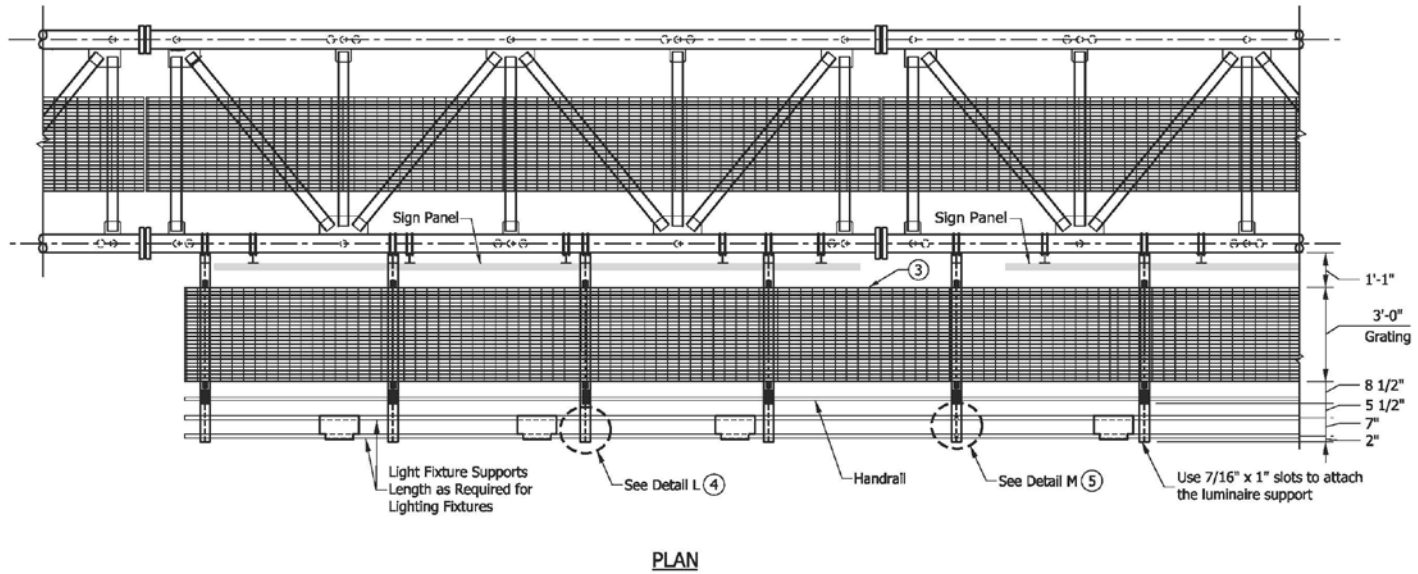 Sign Panel
Sign Panel
3
1'-1"
3'-0"
Grating
8 1/2"
5 1/2"
7"
2"
Light Fixture Supports
Length as Required for
Lighting Fixtures
See Detail L 4
Handrail
See Detail M 5
Use 7/16" x 1" slots to attach
the luminaire support
PLAN